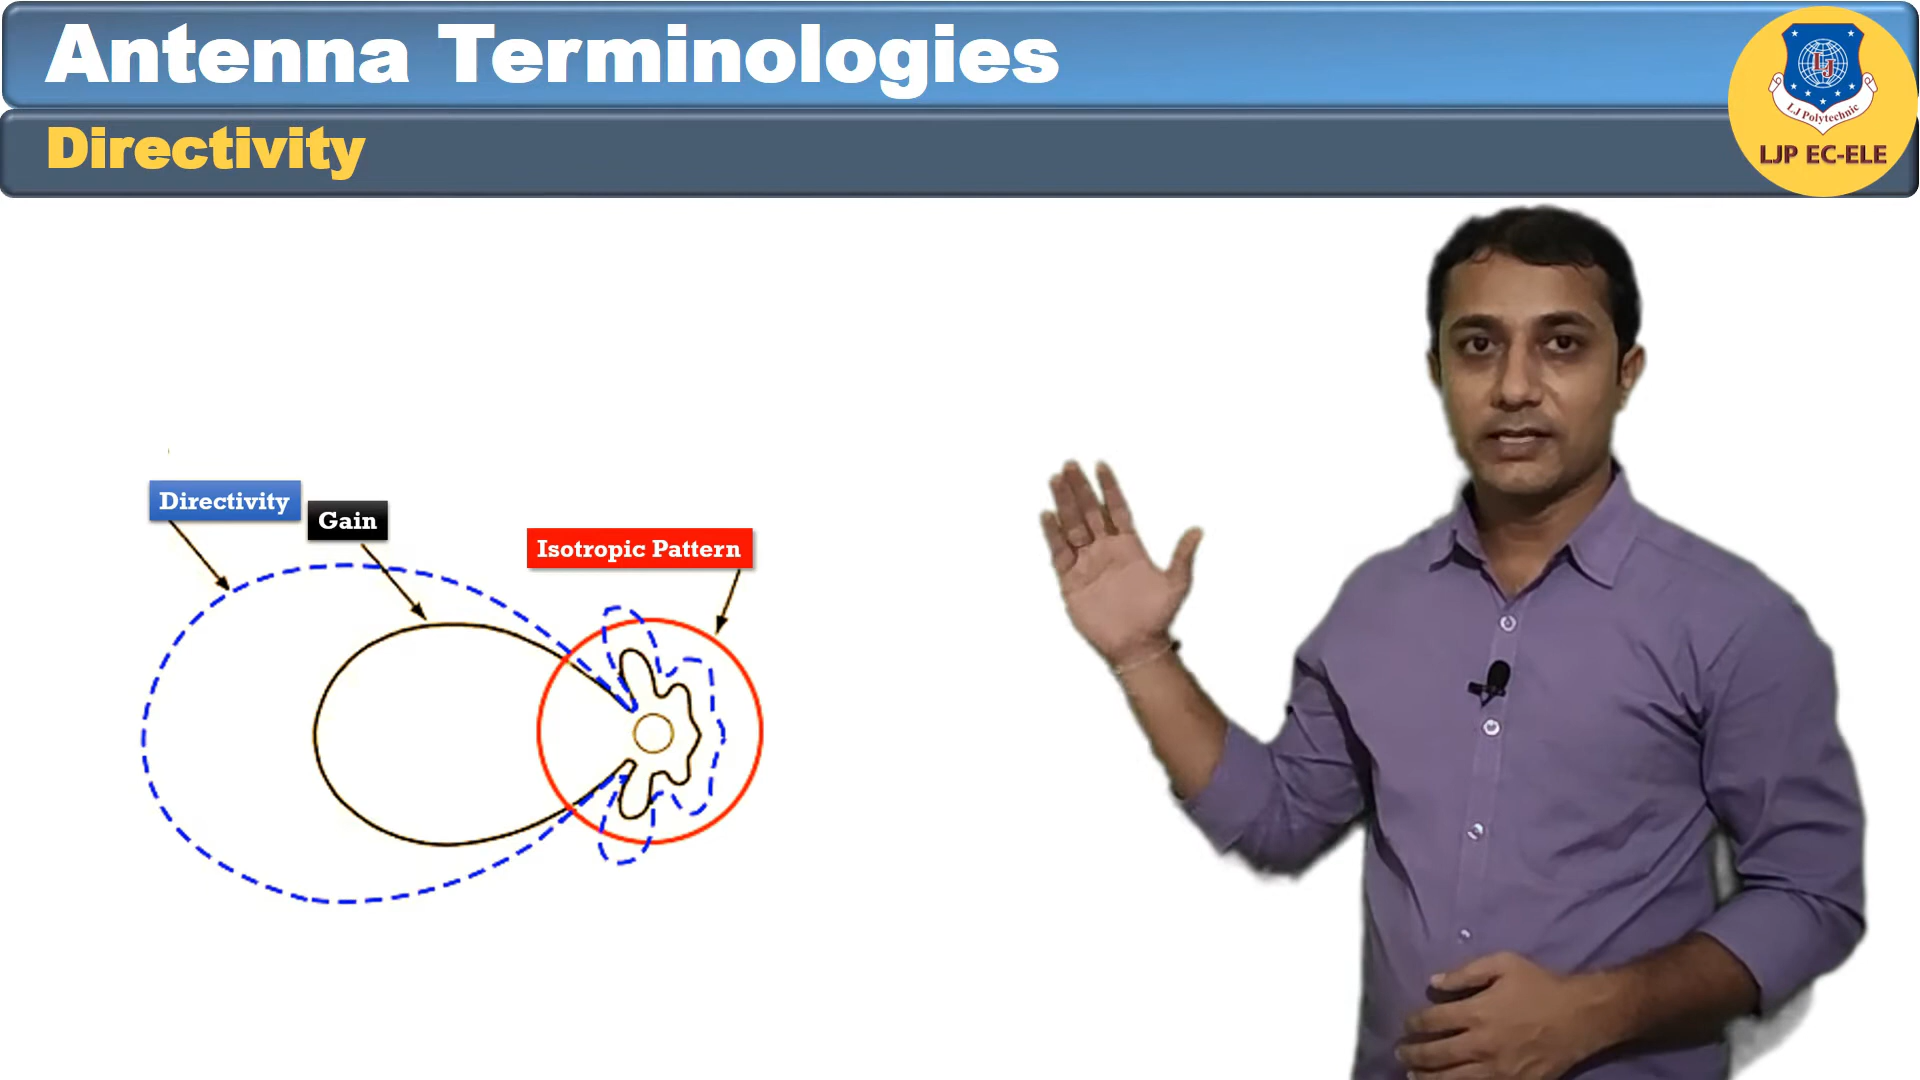 Antenna Terminologies
Directivity
LJ
LJ Polytechnic
LJP EC-ELE
Directivity
Gain
Isotropic Pattern